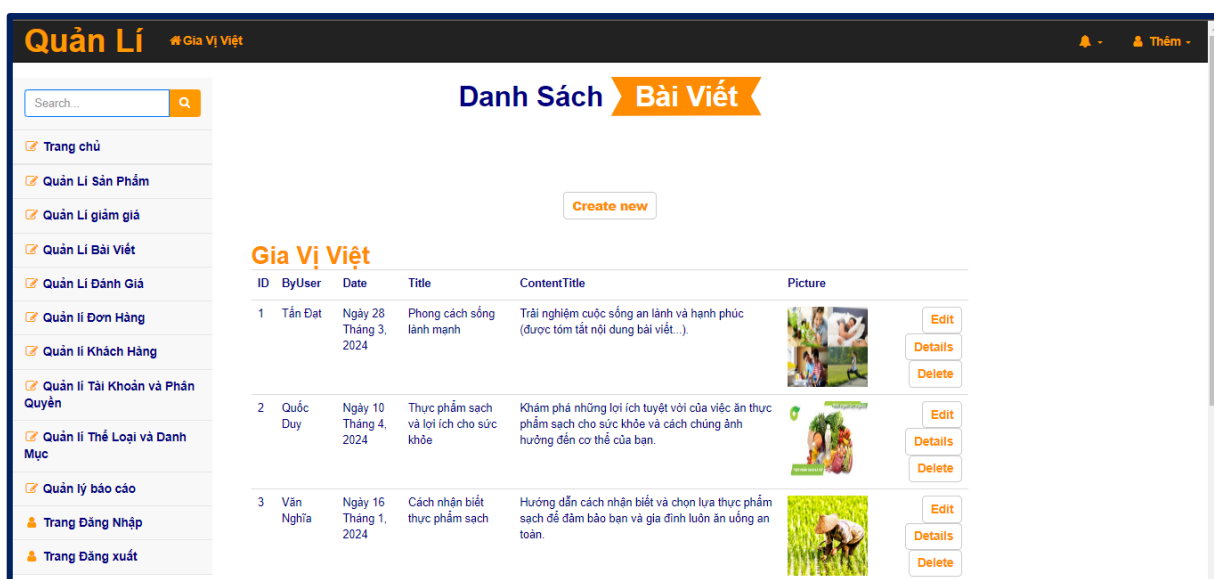 Quản Lí Gia Vị Việt Thêm
Search...
Danh Sách Bài Viết
Trang chủ
Quản Lí Sản Phẩm
Quản Lí giảm giá
Quản Lí Bài Viết
Quản Lí Đánh Giá
Quản lí Đơn Hàng
Quản lí Khách Hàng
Quản lí Tài Khoản và Phân
Quyền
Quản lí Thể Loại và Danh
Mục
Quản lý báo cáo
Trang Đăng Nhập
Trang Đăng xuất
Create new
Gia Vị Việt
ID ByUser Date Title ContentTitle Picture
1 Tấn Đạt Ngày 28 Phong cách sống Trải nghiệm cuộc sống an lành và hạnh phúc Edit
Tháng 3, lành mạnh (được tóm tắt nội dung bài viết...). Details
2024 Delete
2 Quốc Ngày 10 Thực phẩm sạch Khám phá những lợi ích tuyệt vời của việc ăn thực Edit
Duy Tháng 4, và lợi ích cho sức phẩm sạch cho sức khỏe và cách chúng ảnh Details
2024 khỏe hưởng đến cơ thể của bạn. Delete
3 Văn Ngày 16 Cách nhận biết Hướng dẫn cách nhận biết và chọn lựa thực phẩm Edit
Nghĩa Tháng 1, thực phẩm sạch sạch để đảm bảo bạn và gia đình luôn ăn uống an Details
2024 toàn. Delete